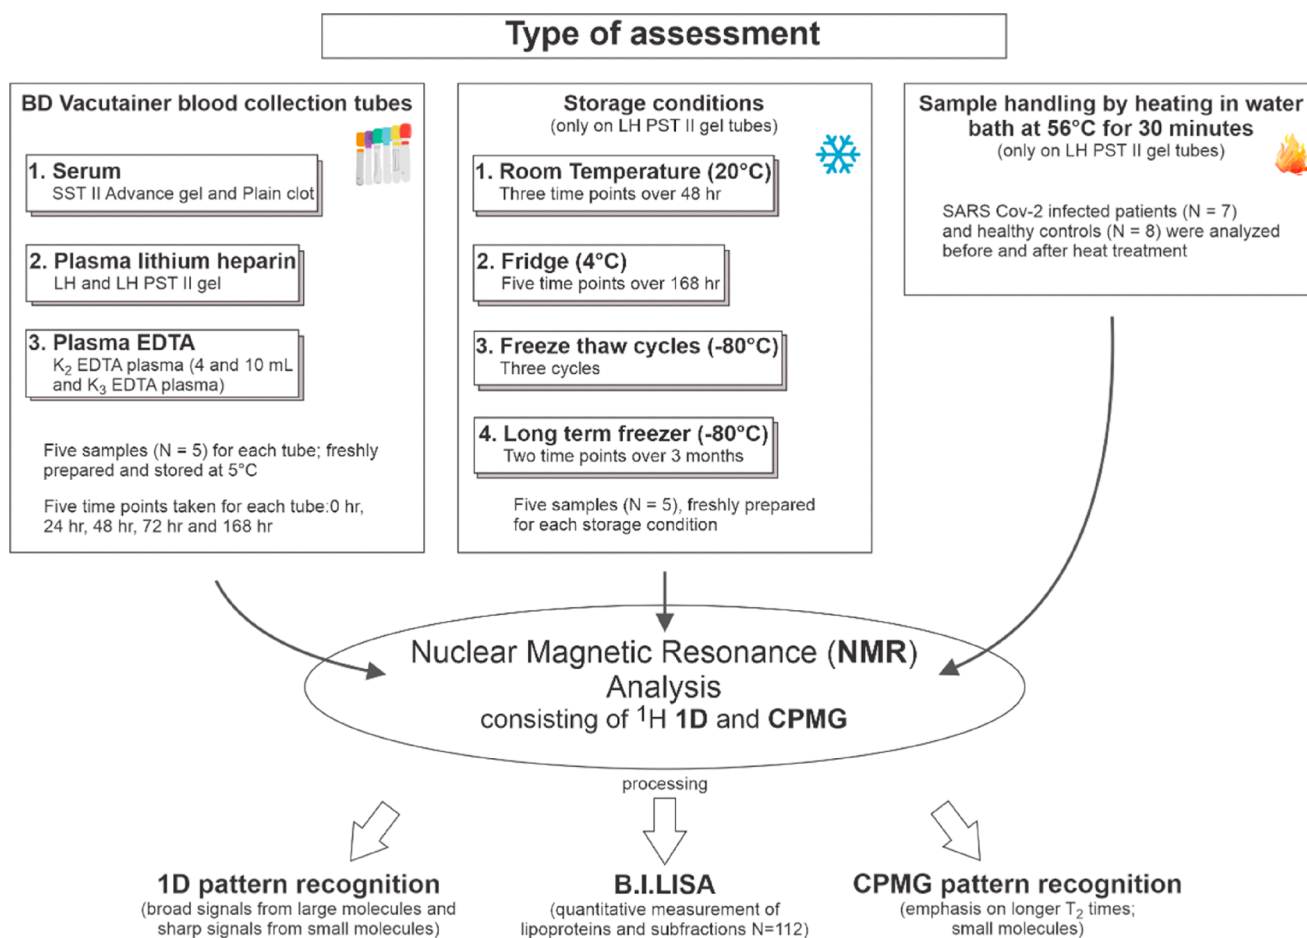 Type of assessment
BD Vacutainer blood collection tubes
1. Serum
SST II Advance gel and Plain clot
2. Plasma lithium heparin
LH and LH PST II gel
3. Plasma EDTA
K₂ EDTA plasma (4 and 10 mL
and K₃ EDTA plasma)
Five samples (N = 5) for each tube; freshly
prepared and stored at 5°C
Five time points taken for each tube:0 hr,
24 hr, 48 hr, 72 hr and 168 hr
Storage conditions
(only on LH PST II gel tubes)
1. Room Temperature (20°C)
Three time points over 48 hr
2. Fridge (4°C)
Five time points over 168 hr
3. Freeze thaw cycles (-80°C)
Three cycles
4. Long term freezer (-80°C)
Two time points over 3 months
Five samples (N = 5), freshly prepared
for each storage condition
Sample handling by heating in water
bath at 56°C for 30 minutes
(only on LH PST II gel tubes)
SARS Cov-2 infected patients (N = 7)
and healthy controls (N = 8) were analyzed
before and after heat treatment
Nuclear Magnetic Resonance (NMR)
Analysis
consisting of ¹H 1D and CPMG
processing
1D pattern recognition
(broad signals from large molecules and
sharp signals from small molecules)
B.I.LISA
(quantitative measurement of
lipoproteins and subfractions N=112)
CPMG pattern recognition
(emphasis on longer T₂ times;
small molecules)